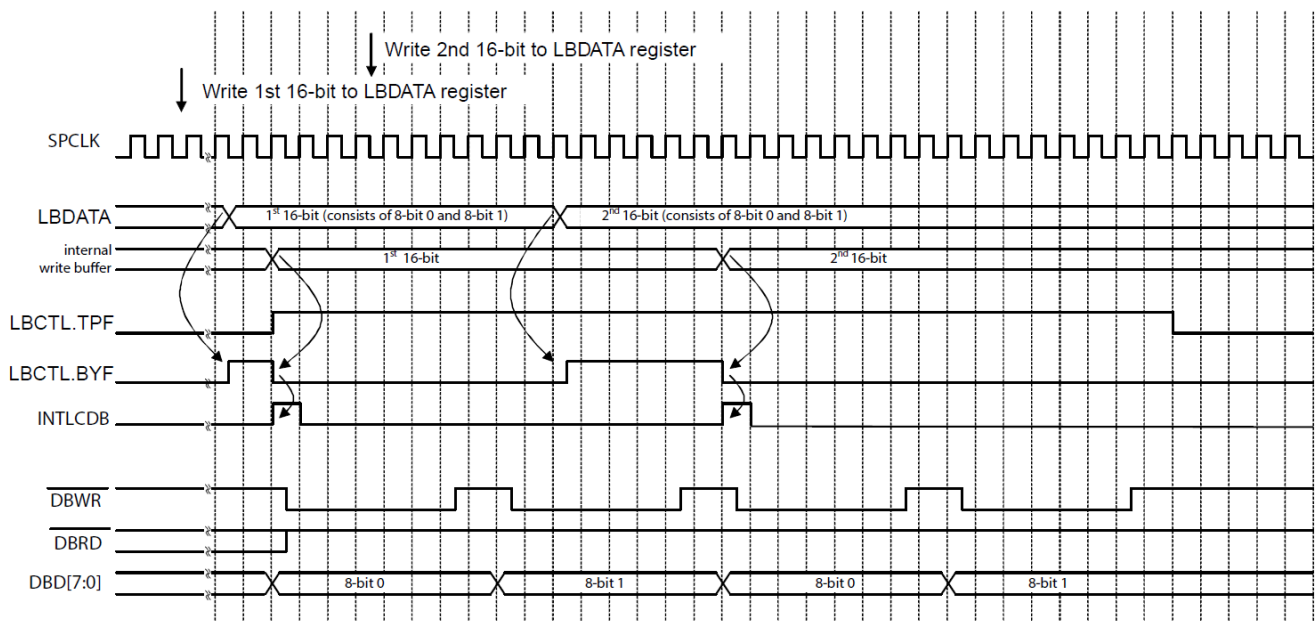 Write 2nd 16-bit to LBDATA register
Write 1st 16-bit to LBDATA register
SPCLK
LBDATA
1st 16-bit (consists of 8-bit 0 and 8-bit 1)
2nd 16-bit (consists of 8-bit 0 and 8-bit 1)
internal
write buffer
1st 16-bit
2nd 16-bit
LBCTL.TPF
LBCTL.BYF
INTLCDB
DBWR
DBRD
DBD[7:0]
8-bit 0
8-bit 1
8-bit 0
8-bit 1